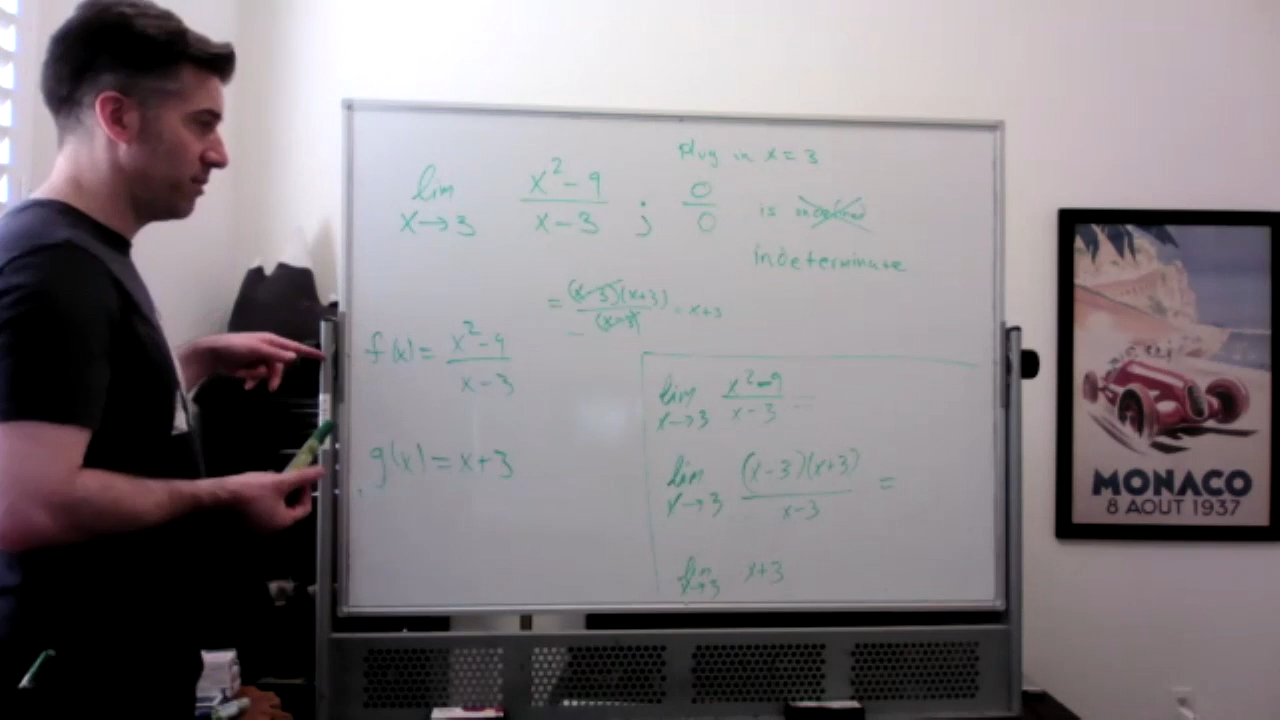 plug in x = 3
lim x→3 x²-9 / x-3 ; 0/0 is undefined
indeterminate
= (x-3)(x+3) / (x-3) = x+3
f(x) = x²-9 / x-3
g(x) = x+3
lim x→3 x²-9 / x-3 =
lim x→3 (x-3)(x+3) / x-3 =
lim x→3 x+3
MONACO
8 AOUT 1937